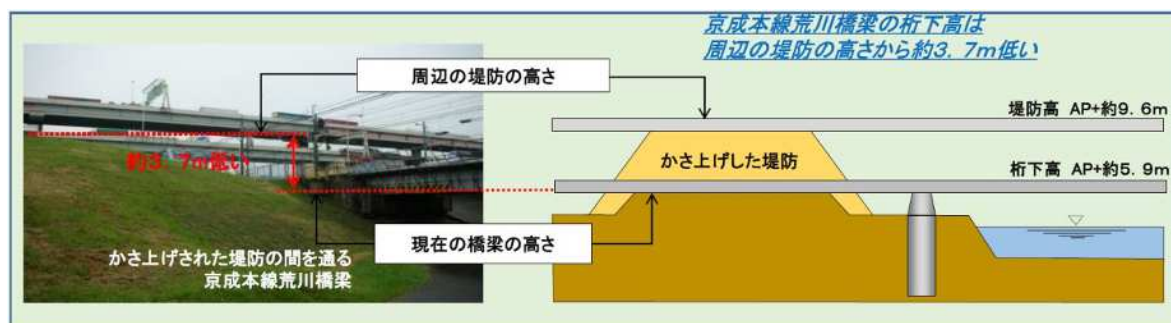 京成本線荒川橋梁の桁下高は
周辺の堤防の高さから約3．7m低い
周辺の堤防の高さ
堤防高 AP+約9．6m
約3．7m低い
かさ上げした堤防
桁下高 AP+約5．9m
現在の橋梁の高さ
かさ上げされた堤防の間を通る
京成本線荒川橋梁